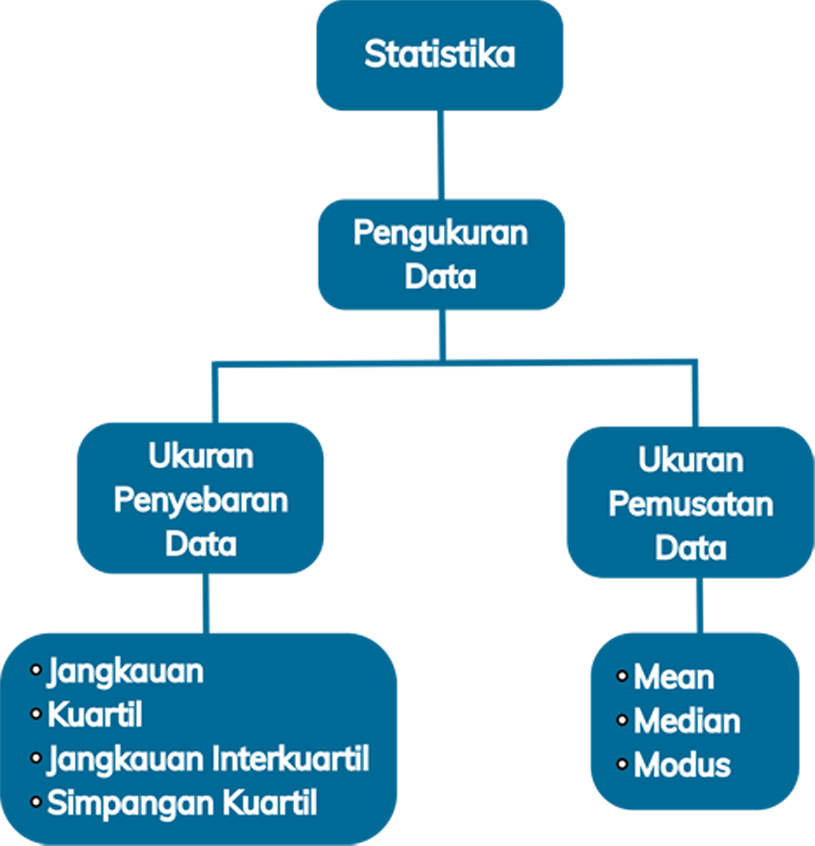 Statistika
Pengukuran
Data
Ukuran
Penyebaran
Data
Ukuran
Pemusatan
Data
Jangkauan
Kuartil
Jangkauan Interkuartil
Simpangan Kuartil
Mean
Median
Modus